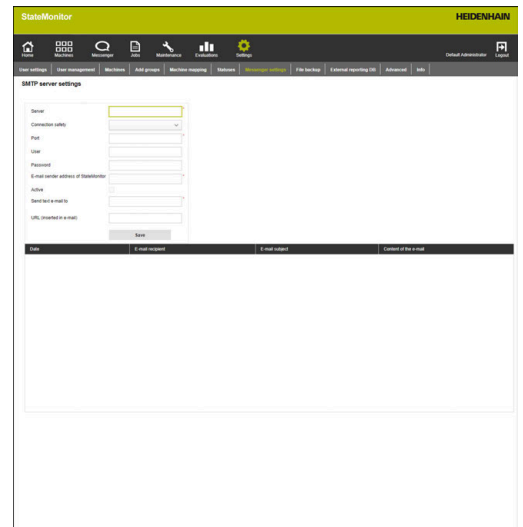 StateMonitor HEIDENHAIN
Home Machines Messenger Jobs Maintenance Evaluations Settings Default Administrator Logout
User settings User management Machines Add groups Machine mapping Statuses Messenger settings File backup External reporting DB Advanced Info
SMTP server settings
Server *
Connection safety
Port *
User
Password
E-mail sender address of StateMonitor *
Active
Send test e-mail to *
URL (inserted in e-mail)
Save
Date E-mail recipient E-mail subject Content of the e-mail